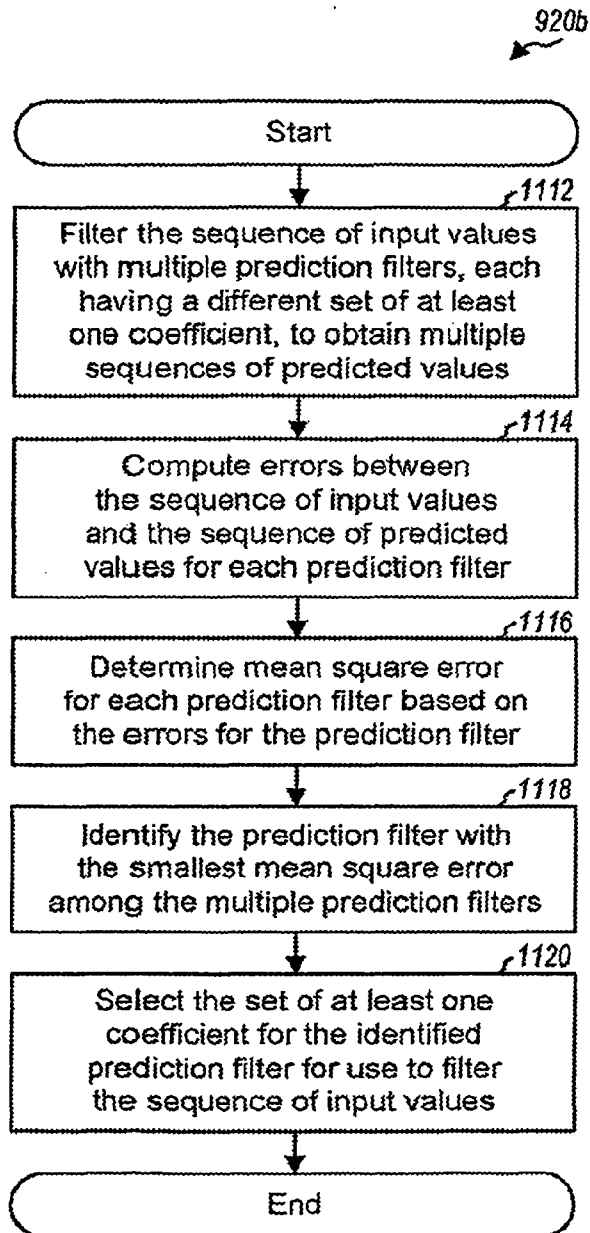 920b
Start
1112
Filter the sequence of input values
with multiple prediction filters, each
having a different set of at least
one coefficient, to obtain multiple
sequences of predicted values
1114
Compute errors between
the sequence of input values
and the sequence of predicted
values for each prediction filter
1116
Determine mean square error
for each prediction filter based on
the errors for the prediction filter
1118
Identify the prediction filter with
the smallest mean square error
among the multiple prediction filters
1120
Select the set of at least one
coefficient for the identified
prediction filter for use to filter
the sequence of input values
End